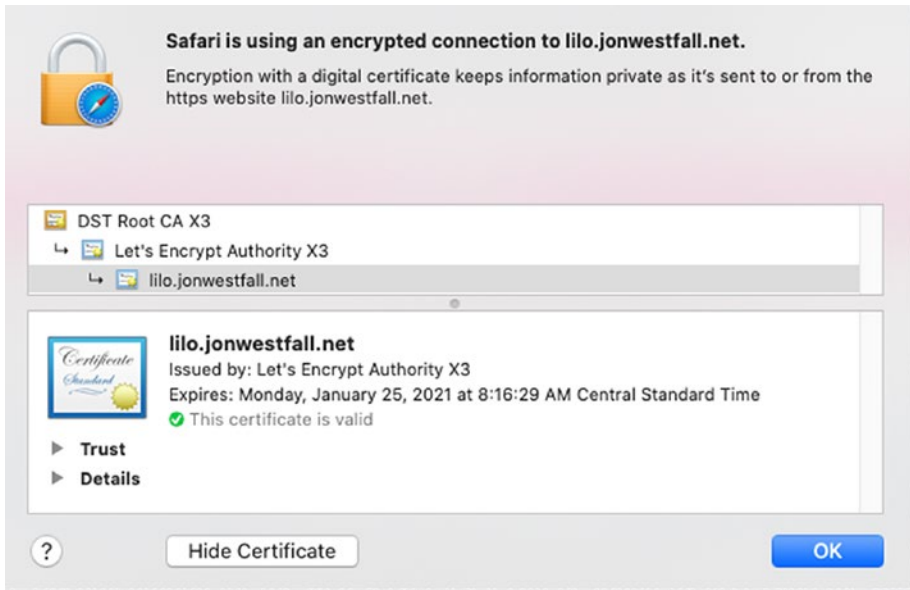 Safari is using an encrypted connection to lilo.jonwestfall.net.
Encryption with a digital certificate keeps information private as it's sent to or from the
https website lilo.jonwestfall.net.
DST Root CA X3
Let's Encrypt Authority X3
lilo.jonwestfall.net
Certificate
Standard
lilo.jonwestfall.net
Issued by: Let's Encrypt Authority X3
Expires: Monday, January 25, 2021 at 8:16:29 AM Central Standard Time
This certificate is valid
Trust
Details
?
Hide Certificate
OK